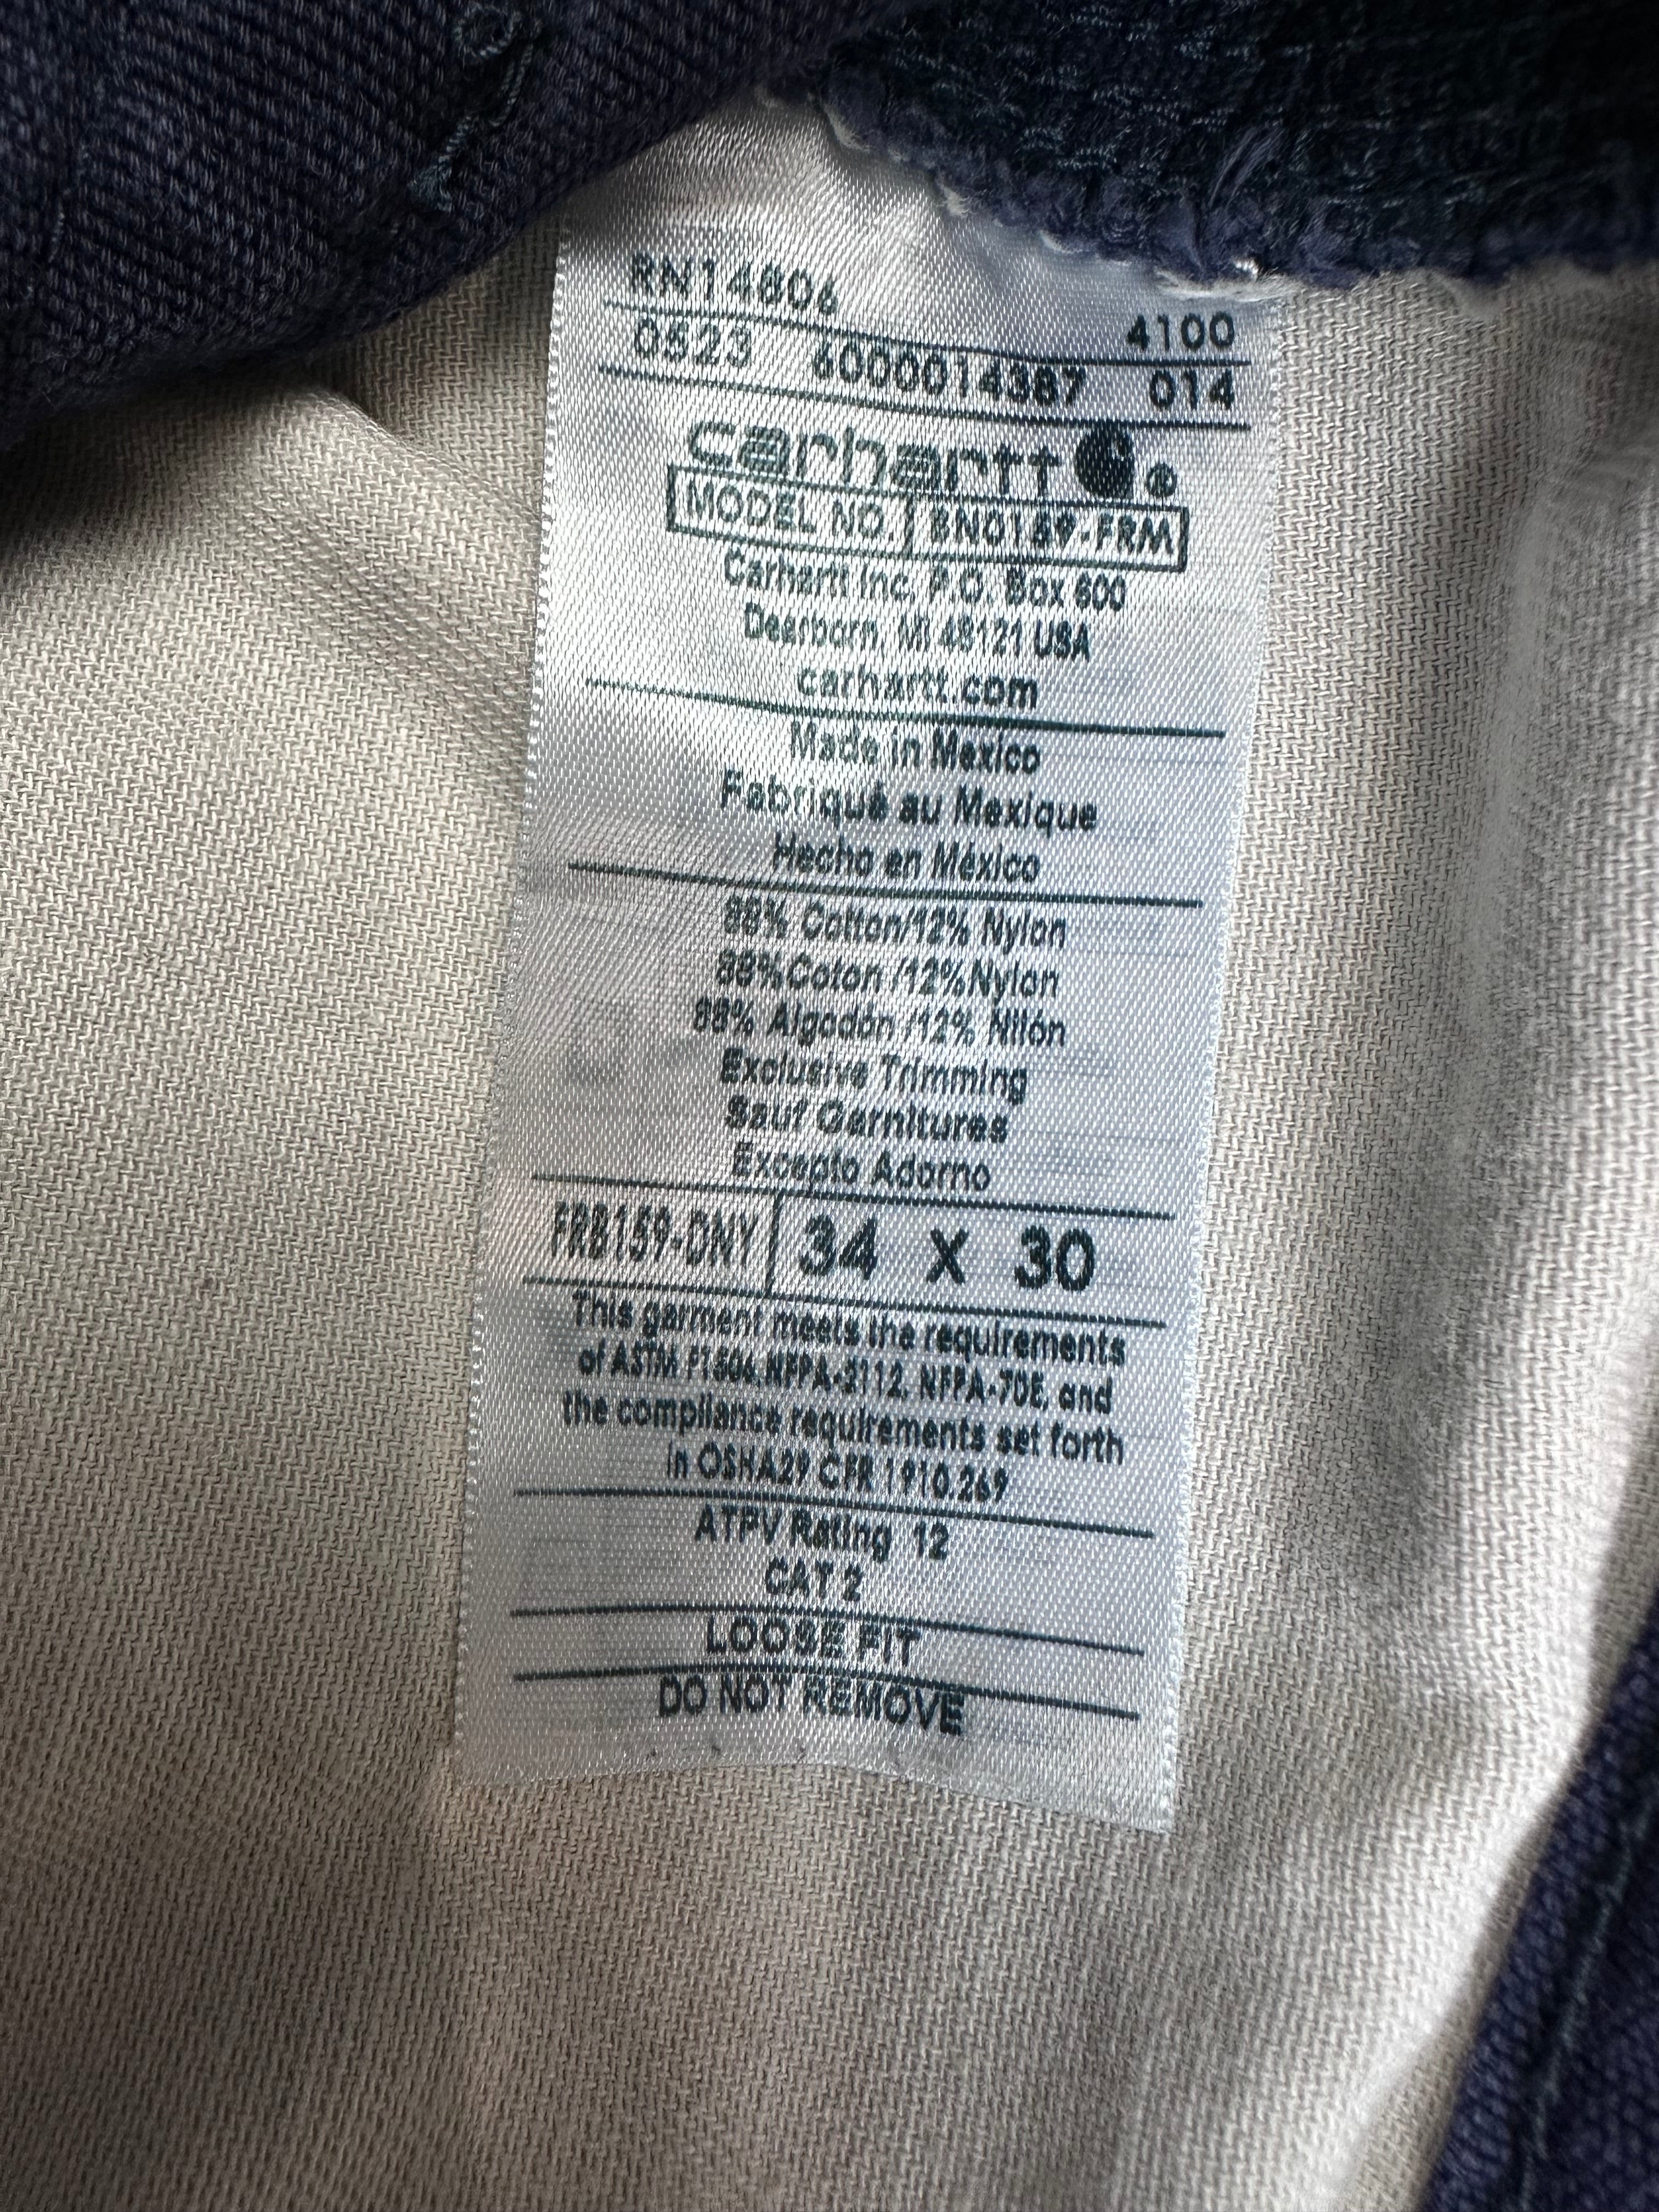 RN14806
4100
0523 6000014387 014
carhartt ®
MODEL NO. BN0159-FRM
Carhartt Inc. P.O. Box 600
Dearborn, MI 48121 USA
carhartt.com
Made in Mexico
Fabriqué au Mexique
Hecho en México
88% Cotton/12% Nylon
88% Coton /12% Nylon
88% Algodon /12% Nilón
Exclusive Trimming
Sauf Garnitures
Excepto Adorno
FRB159-DNY 34 X 30
This garment meets the requirements
of ASTM F1506, NFPA-2112, NFPA-70E, and
the compliance requirements set forth
in OSHA29 CFR 1910.269
ATPV Rating 12
CAT 2
LOOSE FIT
DO NOT REMOVE